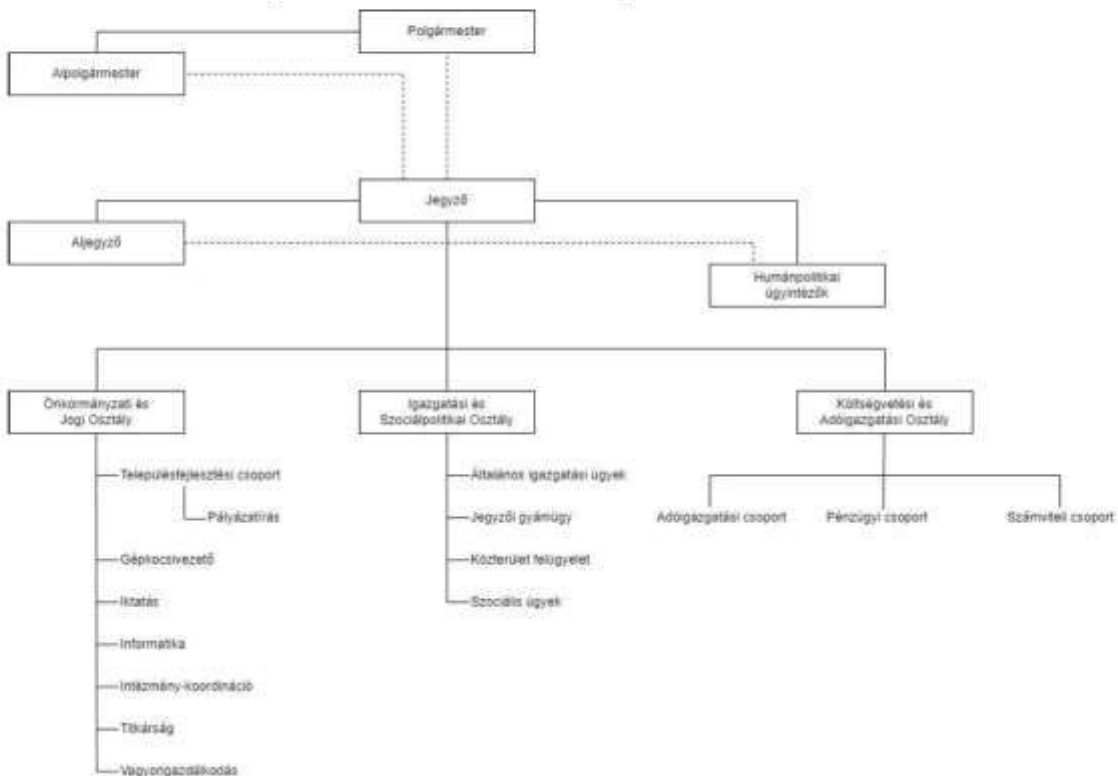 Polgármester
Alpolgármester
Jegyző
Aljegyző
Humánpolitikai
ügyintézők
Önkormányzati és
Jogi Osztály
Igazgatási és
Szociálpolitikai Osztály
Költségvetési és
Adóigazgatási Osztály
Településfejlesztési csoport
Pályázatírás
Gépkocsivezető
Iktatás
Informatika
Intézmény-koordináció
Titkárság
Vagyongazdálkodás
Általános igazgatási ügyek
Jegyzői gyámügy
Közterület felügyelet
Szociális ügyek
Adóigazgatási csoport
Pénzügyi csoport
Számviteli csoport